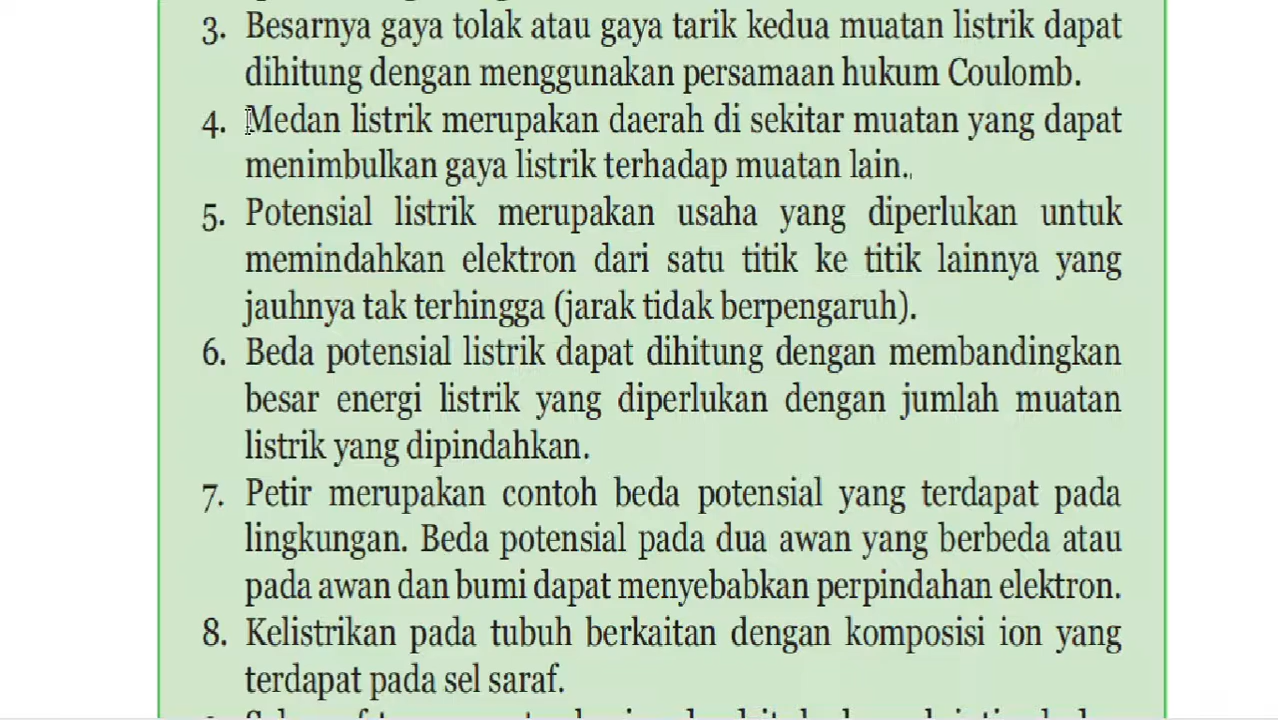 3. Besarnya gaya tolak atau gaya tarik kedua muatan listrik dapat
dihitung dengan menggunakan persamaan hukum Coulomb.
4. Medan listrik merupakan daerah di sekitar muatan yang dapat
menimbulkan gaya listrik terhadap muatan lain..
5. Potensial listrik merupakan usaha yang diperlukan untuk
memindahkan elektron dari satu titik ke titik lainnya yang
jauhnya tak terhingga (jarak tidak berpengaruh).
6. Beda potensial listrik dapat dihitung dengan membandingkan
besar energi listrik yang diperlukan dengan jumlah muatan
listrik yang dipindahkan.
7. Petir merupakan contoh beda potensial yang terdapat pada
lingkungan. Beda potensial pada dua awan yang berbeda atau
pada awan dan bumi dapat menyebabkan perpindahan elektron.
8. Kelistrikan pada tubuh berkaitan dengan komposisi ion yang
terdapat pada sel saraf.